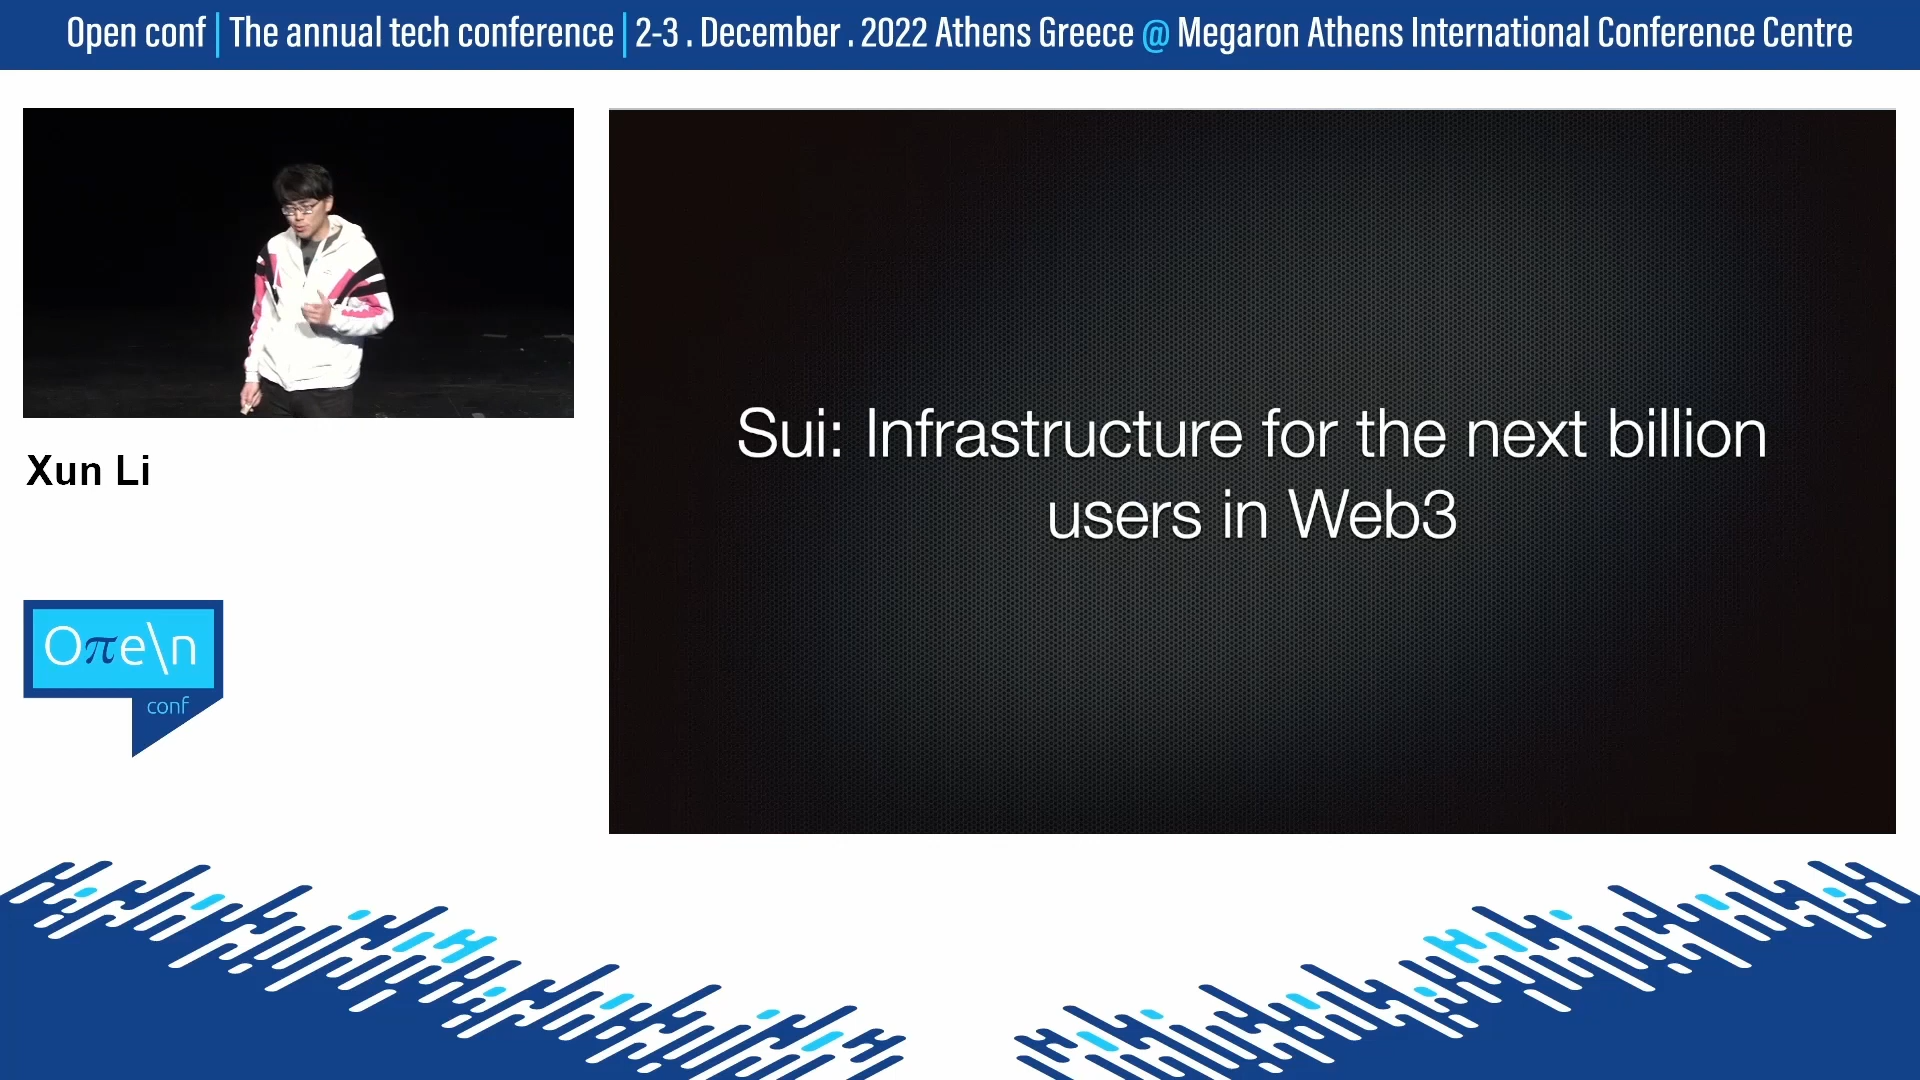 Open conf | The annual tech conference | 2-3 . December . 2022 Athens Greece @ Megaron Athens International Conference Centre
Xun Li
Sui: Infrastructure for the next billion
users in Web3
Oπe\n
conf